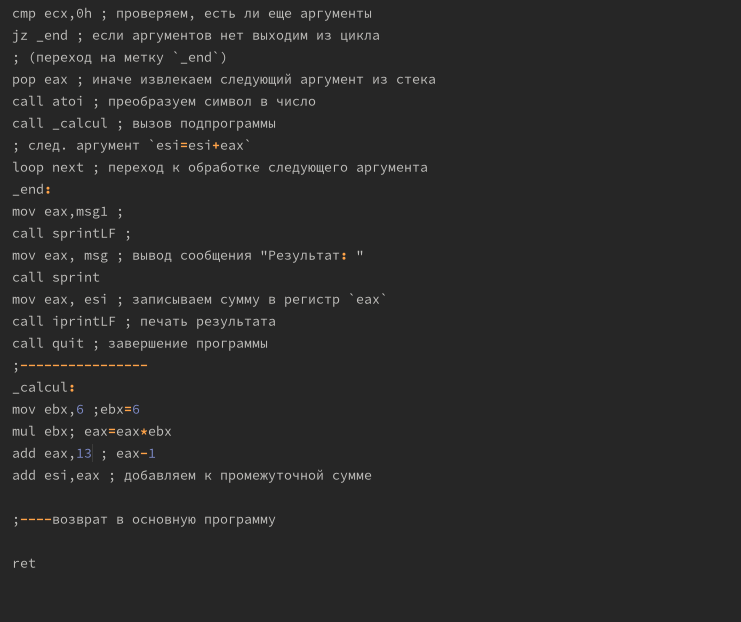 cmp ecx,0h ; проверяем, есть ли еще аргументы
jz _end ; если аргументов нет выходим из цикла
; (переход на метку `_end`)
pop eax ; иначе извлекаем следующий аргумент из стека
call atoi ; преобразуем символ в число
call _calcul ; вызов подпрограммы
; след. аргумент `esi=esi+eax`
loop next ; переход к обработке следующего аргумента
_end:
mov eax,msg1 ;
call sprintLF ;
mov eax, msg ; вывод сообщения "Результат: "
call sprint
mov eax, esi ; записываем сумму в регистр `eax`
call iprintLF ; печать результата
call quit ; завершение программы
;----------------
_calcul:
mov ebx,6 ;ebx=6
mul ebx; eax=eax*ebx
add eax,13 ; eax-1
add esi,eax ; добавляем к промежуточной сумме
;----возврат в основную программу
ret